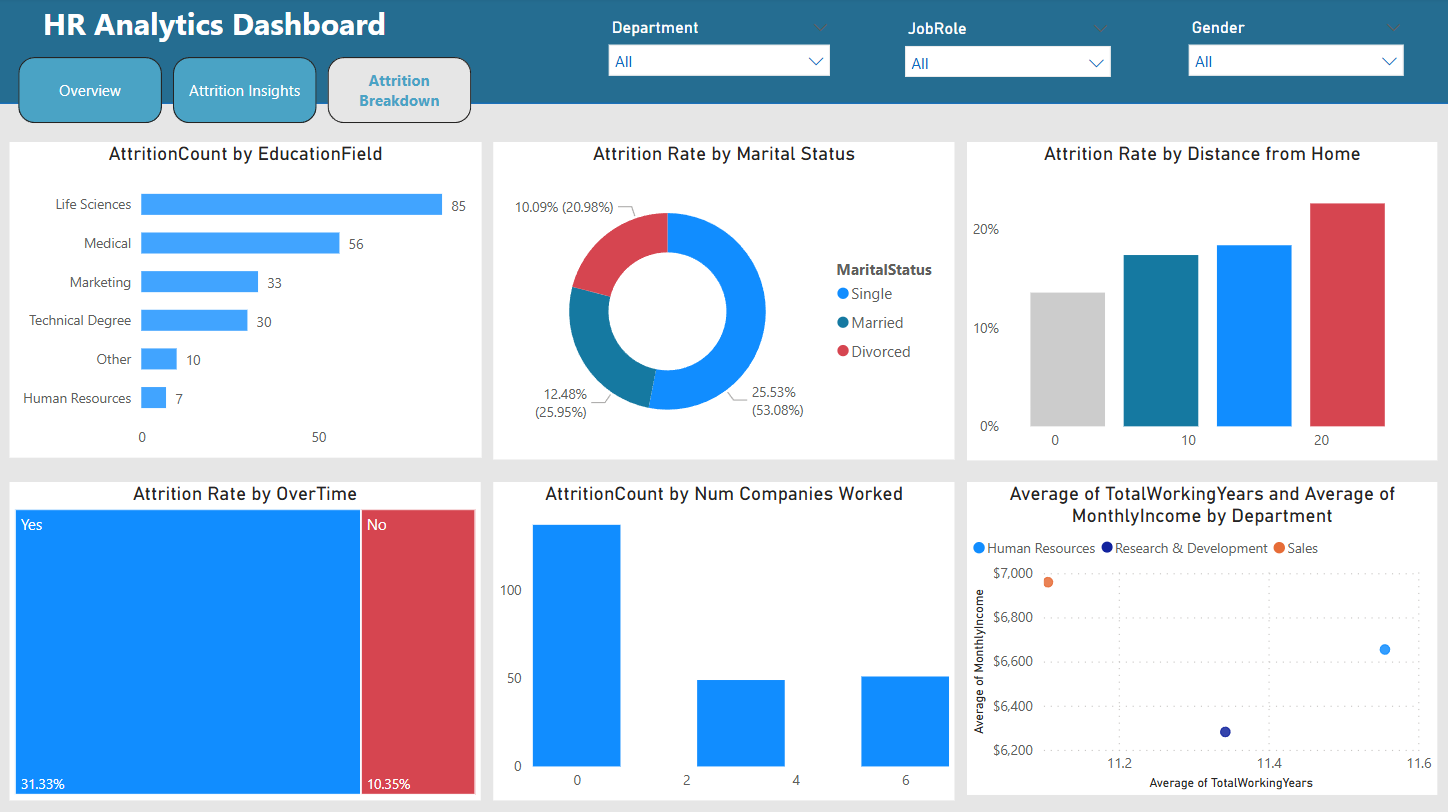 HR Analytics Dashboard
Department
JobRole
Gender
All
All
All
Overview
Attrition Insights
Attrition
Breakdown
AttritionCount by EducationField
Life Sciences
85
Medical
56
Marketing
33
Technical Degree
30
Other
10
Human Resources
7
0
50
Attrition Rate by Marital Status
10.09% (20.98%)
12.48%
(25.95%)
25.53%
(53.08%)
MaritalStatus
Single
Married
Divorced
Attrition Rate by Distance from Home
20%
10%
0%
0
10
20
Attrition Rate by OverTime
Yes
No
31.33%
10.35%
AttritionCount by Num Companies Worked
100
50
0
0
2
4
6
Average of TotalWorkingYears and Average of
MonthlyIncome by Department
Human Resources
Research & Development
Sales
Average of MonthlyIncome
$7,000
$6,800
$6,600
$6,400
$6,200
11.2
11.4
11.6
Average of TotalWorkingYears